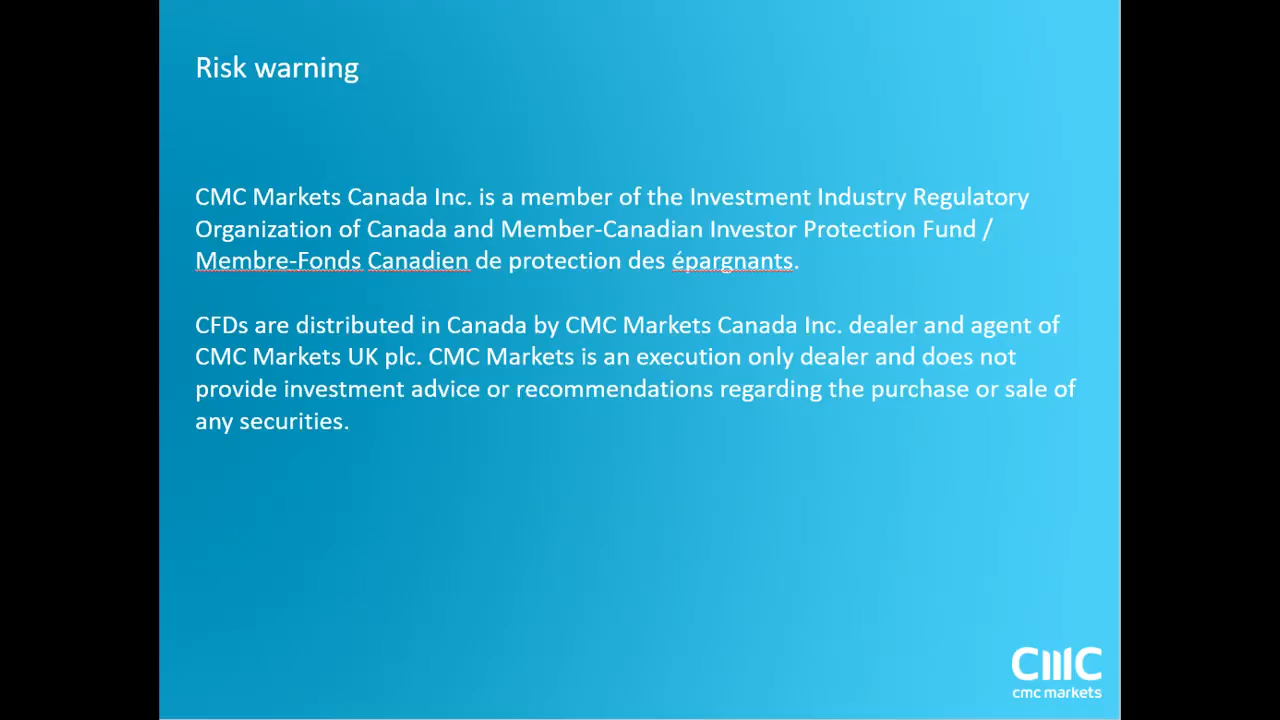 Risk warning
CMC Markets Canada Inc. is a member of the Investment Industry Regulatory
Organization of Canada and Member-Canadian Investor Protection Fund /
Membre-Fonds Canadien de protection des épargnants.
CFDs are distributed in Canada by CMC Markets Canada Inc. dealer and agent of
CMC Markets UK plc. CMC Markets is an execution only dealer and does not
provide investment advice or recommendations regarding the purchase or sale of
any securities.
CMC
cmc markets